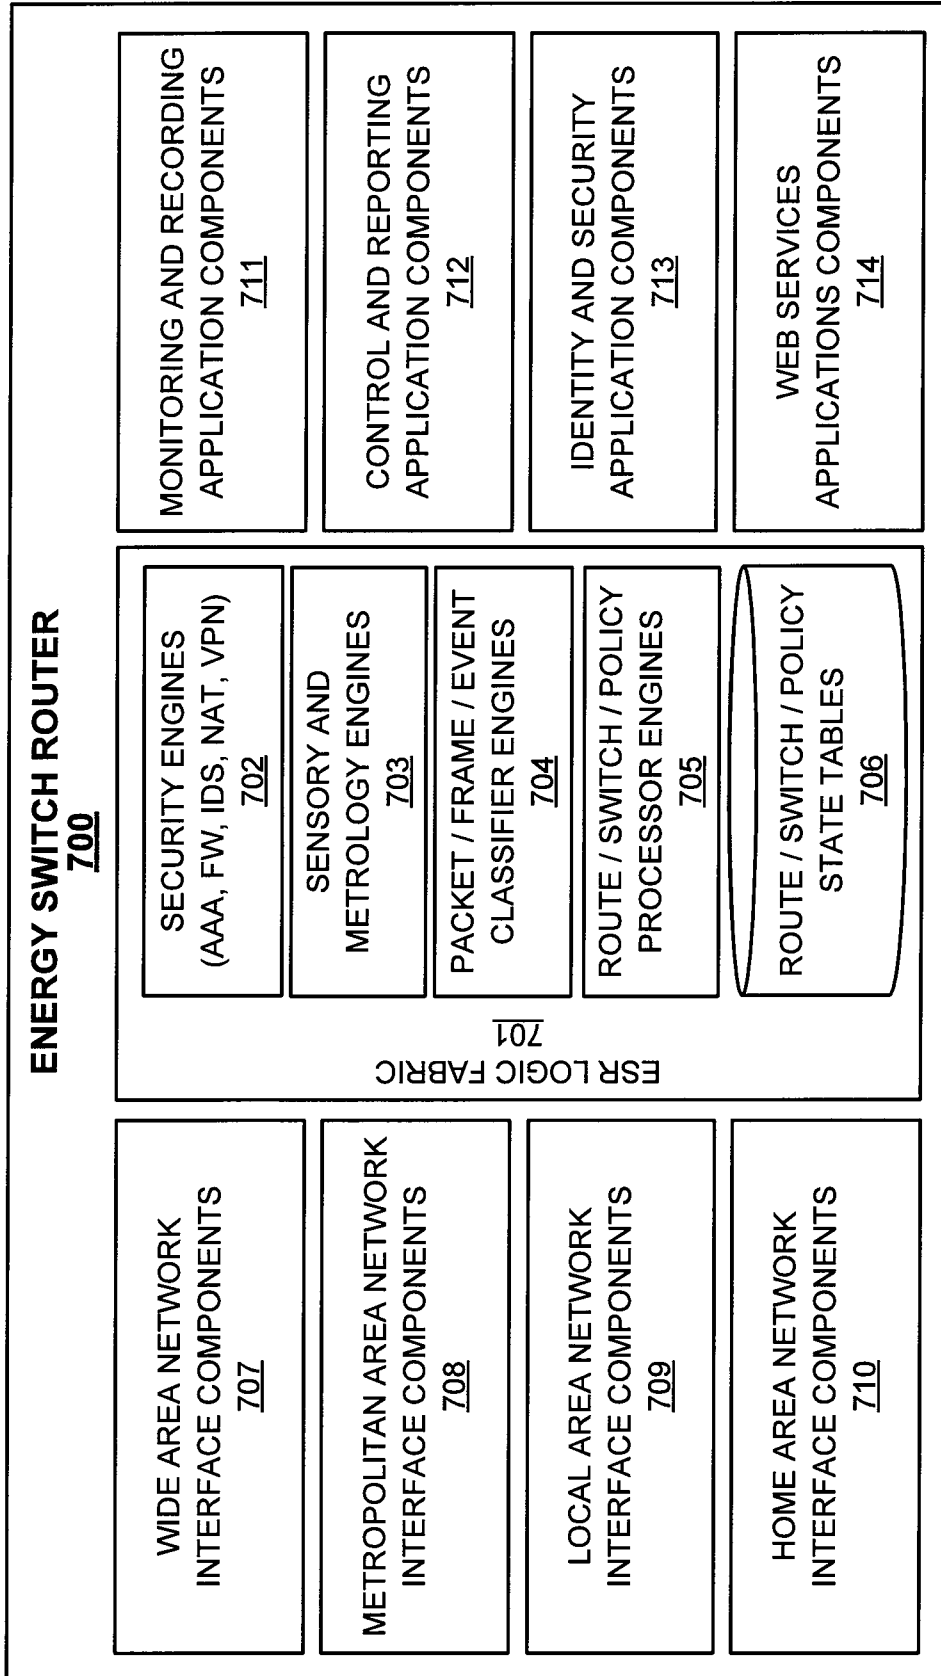 ENERGY SWITCH ROUTER
700
WIDE AREA NETWORK
INTERFACE COMPONENTS
707
METROPOLITAN AREA NETWORK
INTERFACE COMPONENTS
708
LOCAL AREA NETWORK
INTERFACE COMPONENTS
709
HOME AREA NETWORK
INTERFACE COMPONENTS
710
ESR LOGIC FABRIC
701
SECURITY ENGINES
(AAA, FW, IDS, NAT, VPN)
702
SENSORY AND
METROLOGY ENGINES
703
PACKET / FRAME / EVENT
CLASSIFIER ENGINES
704
ROUTE / SWITCH / POLICY
PROCESSOR ENGINES
705
ROUTE / SWITCH / POLICY
STATE TABLES
706
MONITORING AND RECORDING
APPLICATION COMPONENTS
711
CONTROL AND REPORTING
APPLICATION COMPONENTS
712
IDENTITY AND SECURITY
APPLICATION COMPONENTS
713
WEB SERVICES
APPLICATIONS COMPONENTS
714